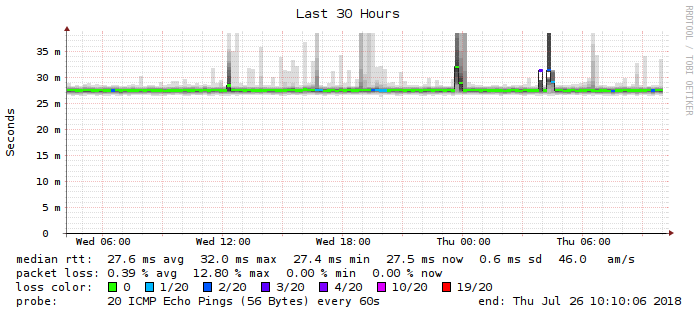 Last 30 Hours
RRDTOOL / TOBI OETIKER
Seconds
35 m
30 m
25 m
20 m
15 m
10 m
5 m
0
Wed 06:00 Wed 12:00 Wed 18:00 Thu 00:00 Thu 06:00
median rtt: 27.6 ms avg 32.0 ms max 27.4 ms min 27.5 ms now 0.6 ms sd 46.0 am/s
packet loss: 0.39 % avg 12.80 % max 0.00 % min 0.00 % now
loss color: 0 1/20 2/20 3/20 4/20 10/20 19/20
probe: 20 ICMP Echo Pings (56 Bytes) every 60s end: Thu Jul 26 10:10:06 2018